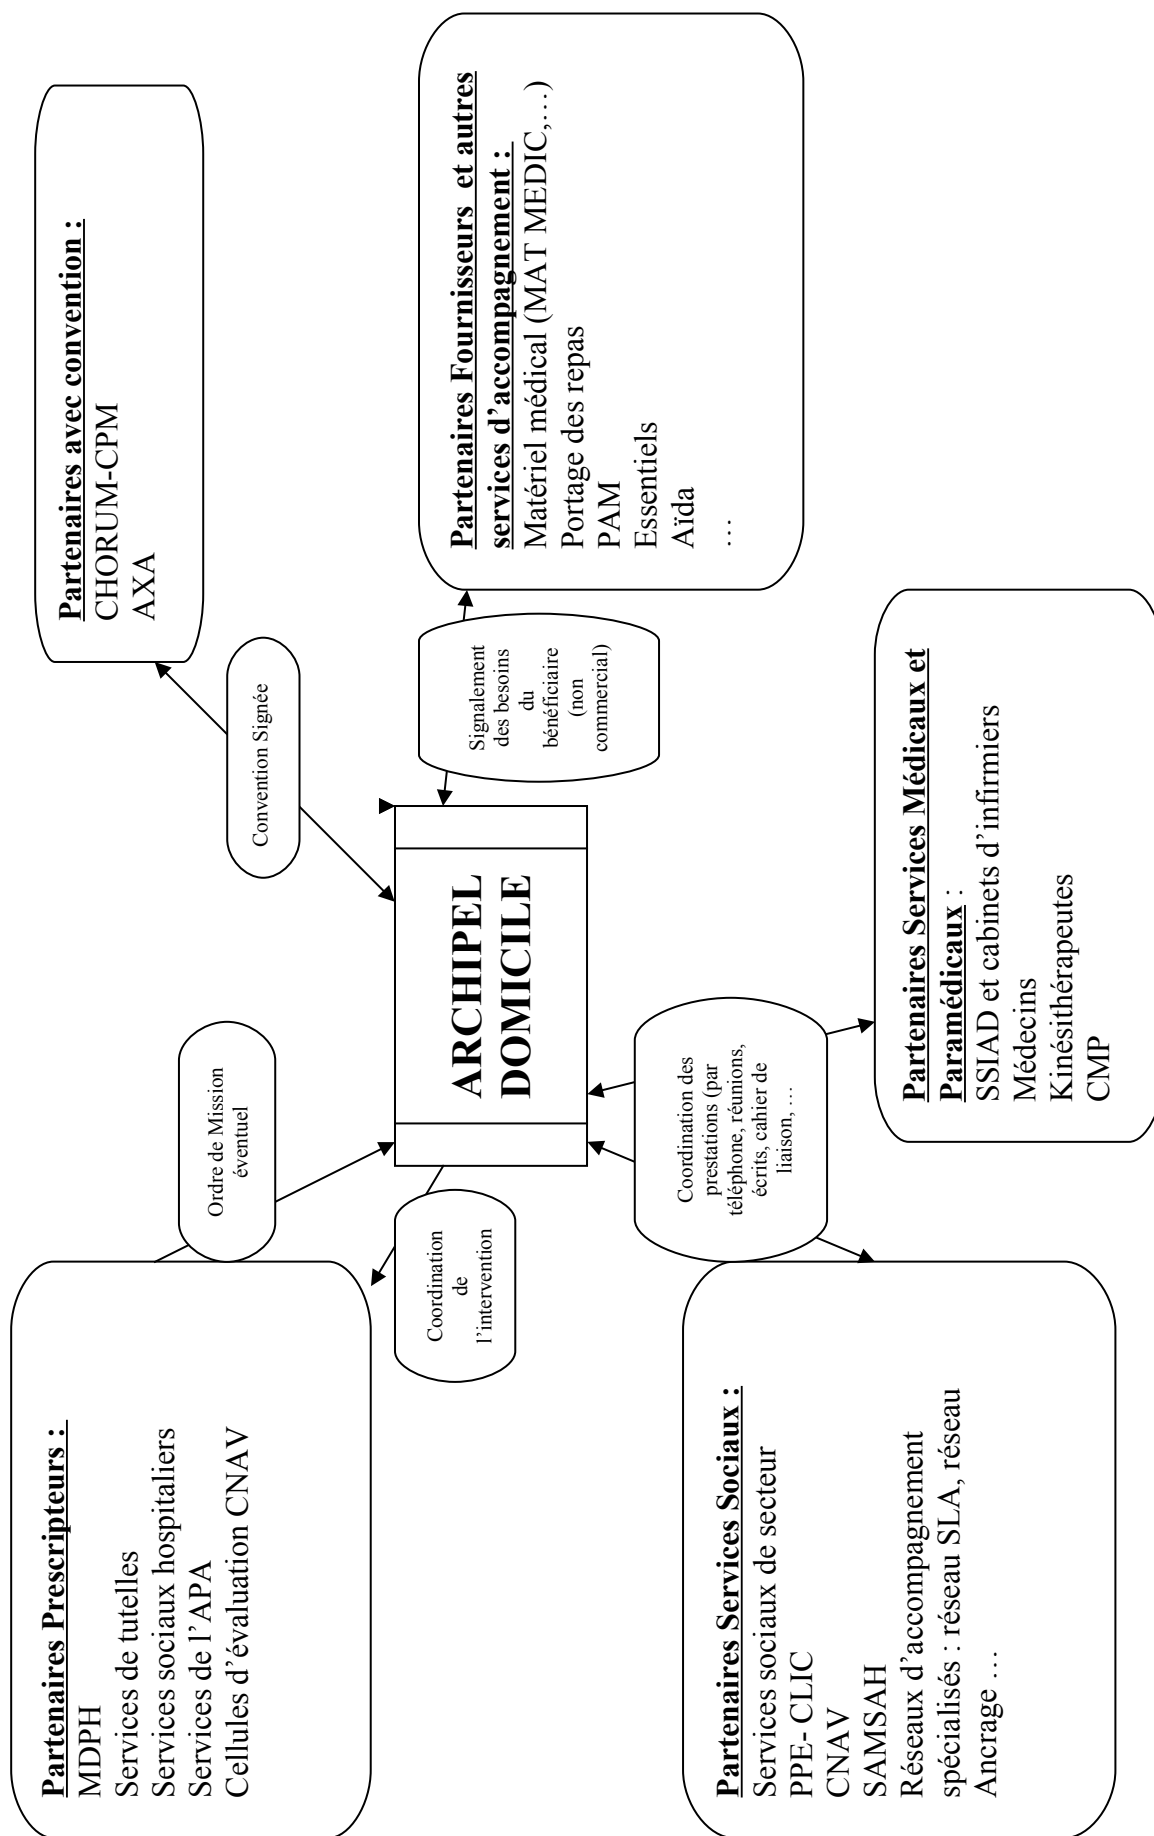 Partenaires Prescripteurs :
MDPH
Services de tutelles
Services sociaux hospitaliers
Services de l’APA
Cellules d’évaluation CNAV
Ordre de Mission
éventuel
Coordination
de
l’intervention
Convention Signée
Partenaires avec convention :
CHORUM-CPM
AXA
ARCHIPEL
DOMICILE
Signalement
des besoins
du
bénéficiaire
(non
commercial)
Partenaires Fournisseurs et autres
services d’accompagnement :
Matériel médical (MAT MEDIC,…)
Portage des repas
PAM
Essentiels
Aïda
…
Partenaires Services Sociaux :
Services sociaux de secteur
PPE- CLIC
CNAV
SAMSAH
Réseaux d’accompagnement
spécialisés : réseau SLA, réseau
Ancrage …
Coordination des
prestations (par
téléphone, réunions,
écrits, cahier de
liaison, …
Partenaires Services Médicaux et
Paramédicaux :
SSIAD et cabinets d’infirmiers
Médecins
Kinésithérapeutes
CMP